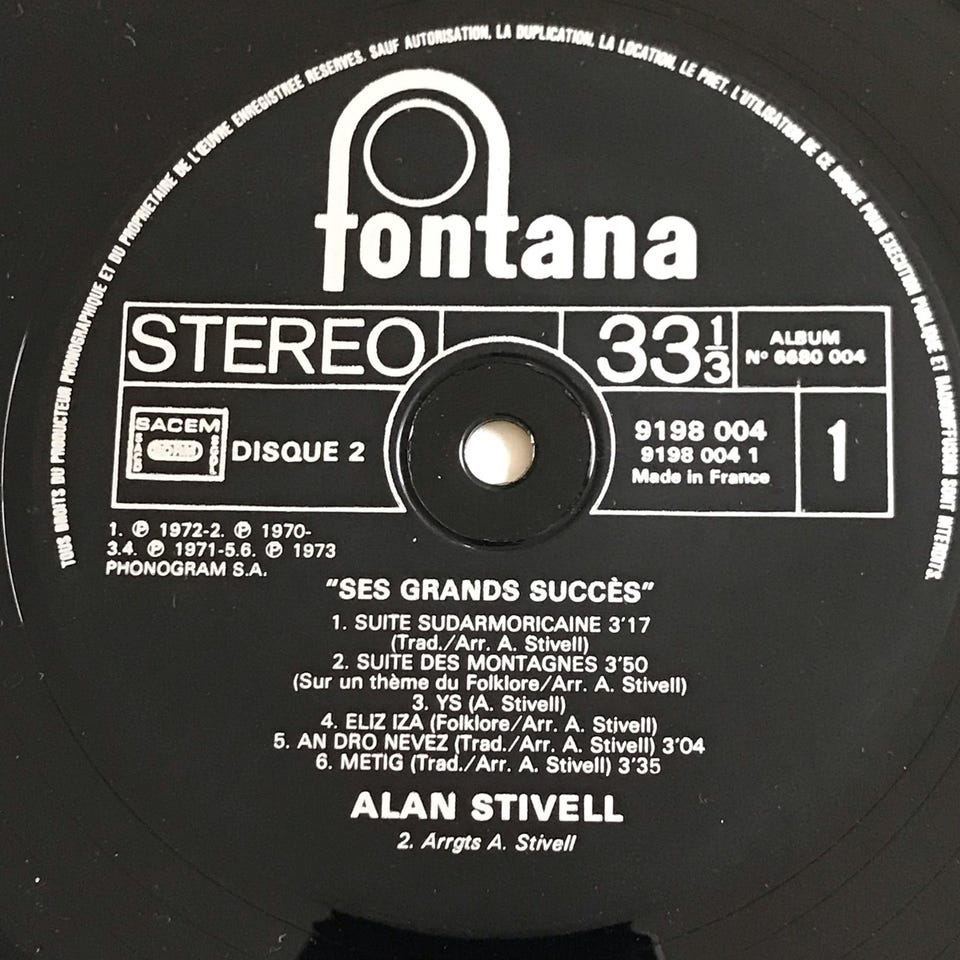 TOUS DROITS DU PRODUCTEUR PHONOGRAPHIQUE ET DU PROPRIETAIRE DE L'ŒUVRE ENREGISTREE RESERVES. SAUF AUTORISATION, LA DUPLICATION, LA LOCATION, LE PRET, L'UTILISATION DE CE DISQUE POUR EXECUTION PUBLIQUE ET RADIODIFFUSION SONT INTERDITS.
fontana
STEREO
33 1/3
ALBUM
N° 6680 004
SACEM
DISQUE 2
9198 004
9198 004 1
Made in France
1
1. ℗ 1972-2. ℗ 1970-
3.4. ℗ 1971-5.6. ℗ 1973
PHONOGRAM S.A.
"SES GRANDS SUCCÈS"
1. SUITE SUDARMORICAINE 3'17
(Trad./Arr. A. Stivell)
2. SUITE DES MONTAGNES 3'50
(Sur un thème du Folklore/Arr. A. Stivell)
3. YS (A. Stivell)
4. ELIZ IZA (Folklore/Arr. A. Stivell)
5. AN DRO NEVEZ (Trad./Arr. A. Stivell) 3'04
6. METIG (Trad./Arr. A. Stivell) 3'35
ALAN STIVELL
2. Arrgts A. Stivell